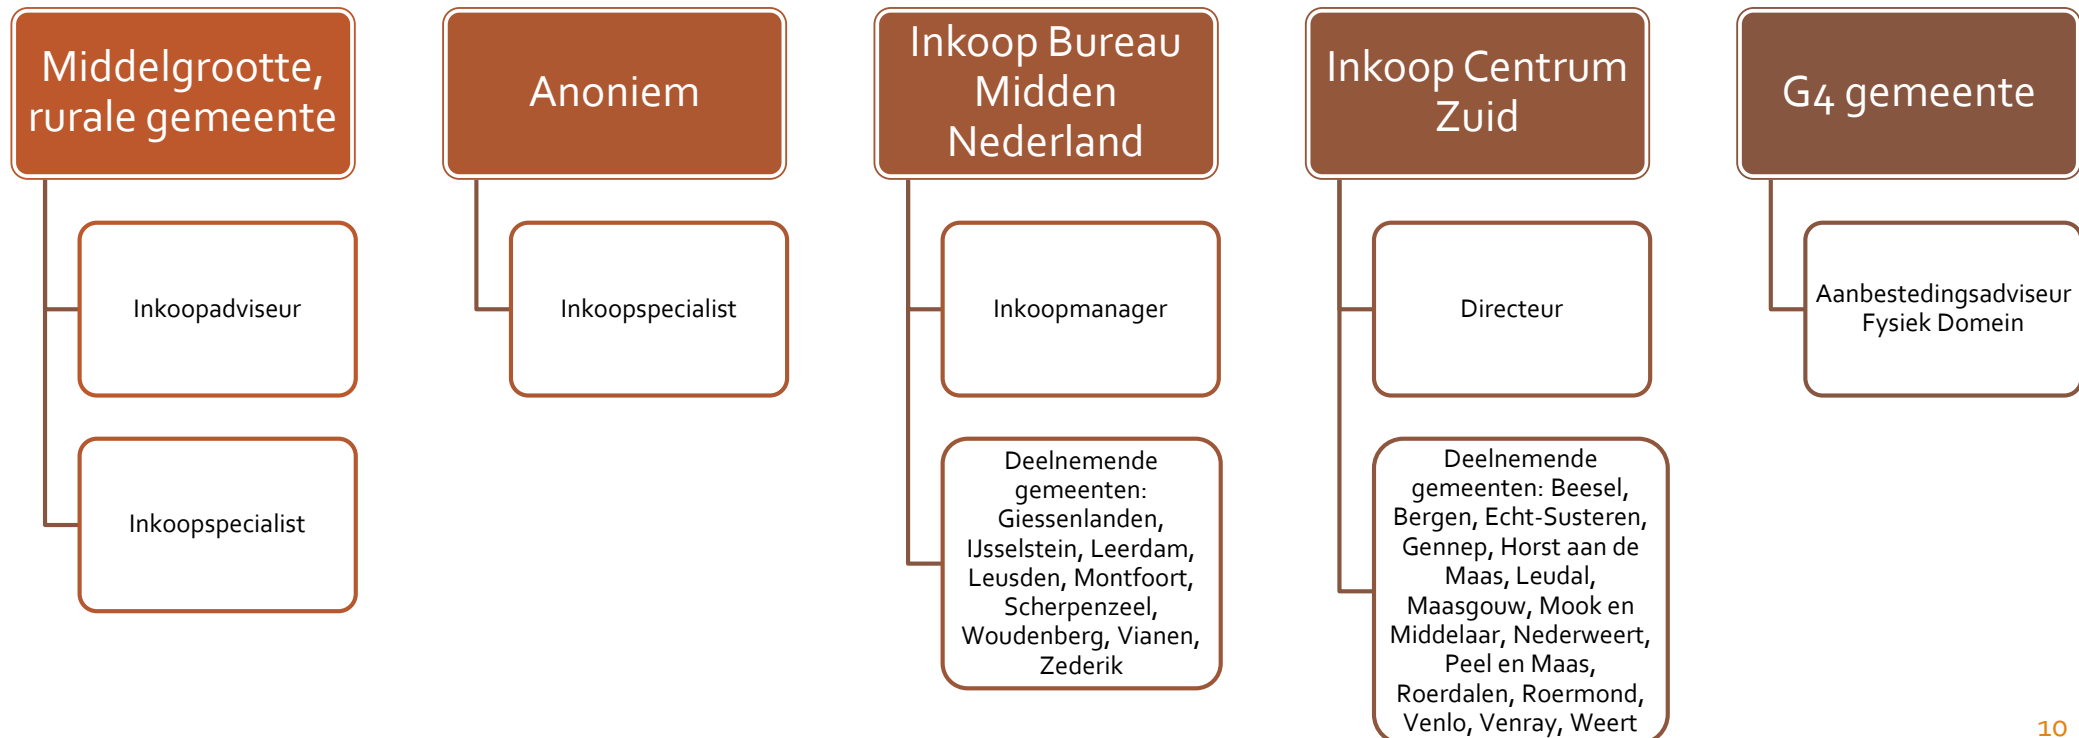 Middelgrootte,
rurale gemeente
Inkoopadviseur
Inkoopspecialist
Anoniem
Inkoopspecialist
Inkoop Bureau
Midden
Nederland
Inkoopmanager
Deelnemende
gemeenten:
Giessenlanden,
IJsselstein, Leerdam,
Leusden, Montfoort,
Scherpenzeel,
Woudenberg, Vianen,
Zederik
Inkoop Centrum
Zuid
Directeur
Deelnemende
gemeenten: Beesel,
Bergen, Echt-Susteren,
Gennep, Horst aan de
Maas, Leudal,
Maasgouw, Mook en
Middelaar, Nederweert,
Peel en Maas,
Roerdalen, Roermond,
Venlo, Venray, Weert
G4 gemeente
Aanbestedingsadviseur
Fysiek Domein
10